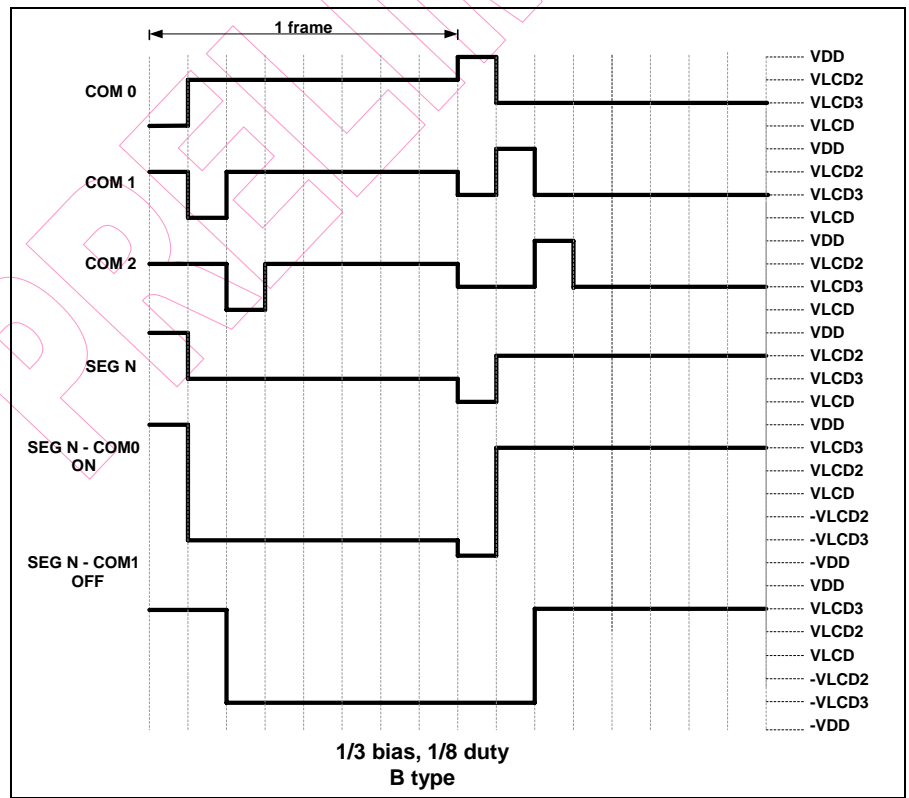 1 frame
COM 0
VDD
VLCD2
VLCD3
VLCD
COM 1
VDD
VLCD2
VLCD3
VLCD
COM 2
VDD
VLCD2
VLCD3
VLCD
SEG N
VDD
VLCD2
VLCD3
VLCD
SEG N - COM0
ON
VDD
VLCD3
VLCD2
VLCD
-VLCD2
-VLCD3
-VDD
SEG N - COM1
OFF
VDD
VLCD3
VLCD2
VLCD
-VLCD2
-VLCD3
-VDD
1/3 bias, 1/8 duty
B type